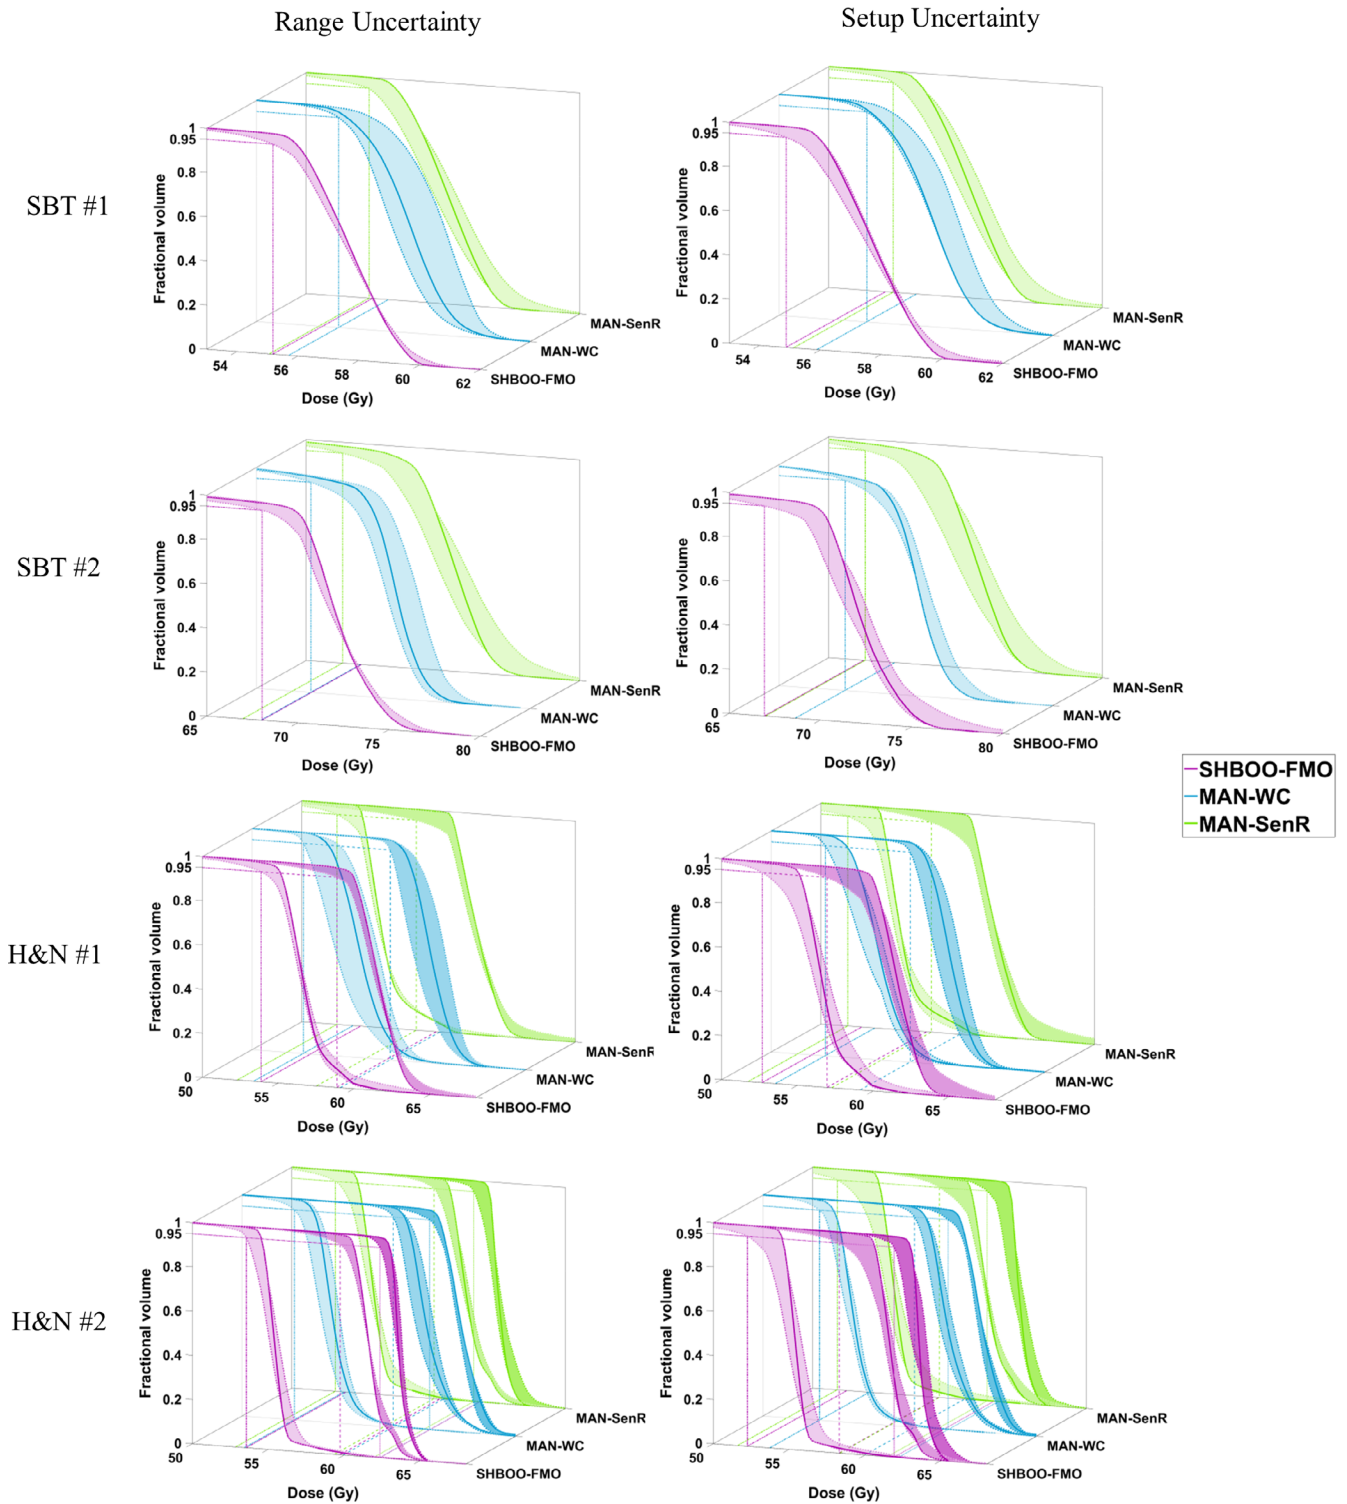 Range Uncertainty
Setup Uncertainty
SBT #1
Fractional volume
1
0.95
0.8
0.6
0.4
0.2
0
54
56
58
60
62
Dose (Gy)
MAN-SenR
MAN-WC
SHBOO-FMO
Fractional volume
1
0.95
0.8
0.6
0.4
0.2
0
54
56
58
60
62
Dose (Gy)
MAN-SenR
MAN-WC
SHBOO-FMO
SBT #2
Fractional volume
1
0.95
0.8
0.6
0.4
0.2
0
65
70
75
80
Dose (Gy)
MAN-SenR
MAN-WC
SHBOO-FMO
Fractional volume
1
0.95
0.8
0.6
0.4
0.2
0
65
70
75
80
Dose (Gy)
MAN-SenR
MAN-WC
SHBOO-FMO
SHBOO-FMO
MAN-WC
MAN-SenR
H&N #1
Fractional volume
1
0.95
0.8
0.6
0.4
0.2
0
50
55
60
65
Dose (Gy)
MAN-SenR
MAN-WC
SHBOO-FMO
Fractional volume
1
0.95
0.8
0.6
0.4
0.2
0
50
55
60
65
Dose (Gy)
MAN-SenR
MAN-WC
SHBOO-FMO
H&N #2
Fractional volume
1
0.95
0.8
0.6
0.4
0.2
0
50
55
60
65
Dose (Gy)
MAN-SenR
MAN-WC
SHBOO-FMO
Fractional volume
1
0.95
0.8
0.6
0.4
0.2
0
50
55
60
65
Dose (Gy)
MAN-SenR
MAN-WC
SHBOO-FMO